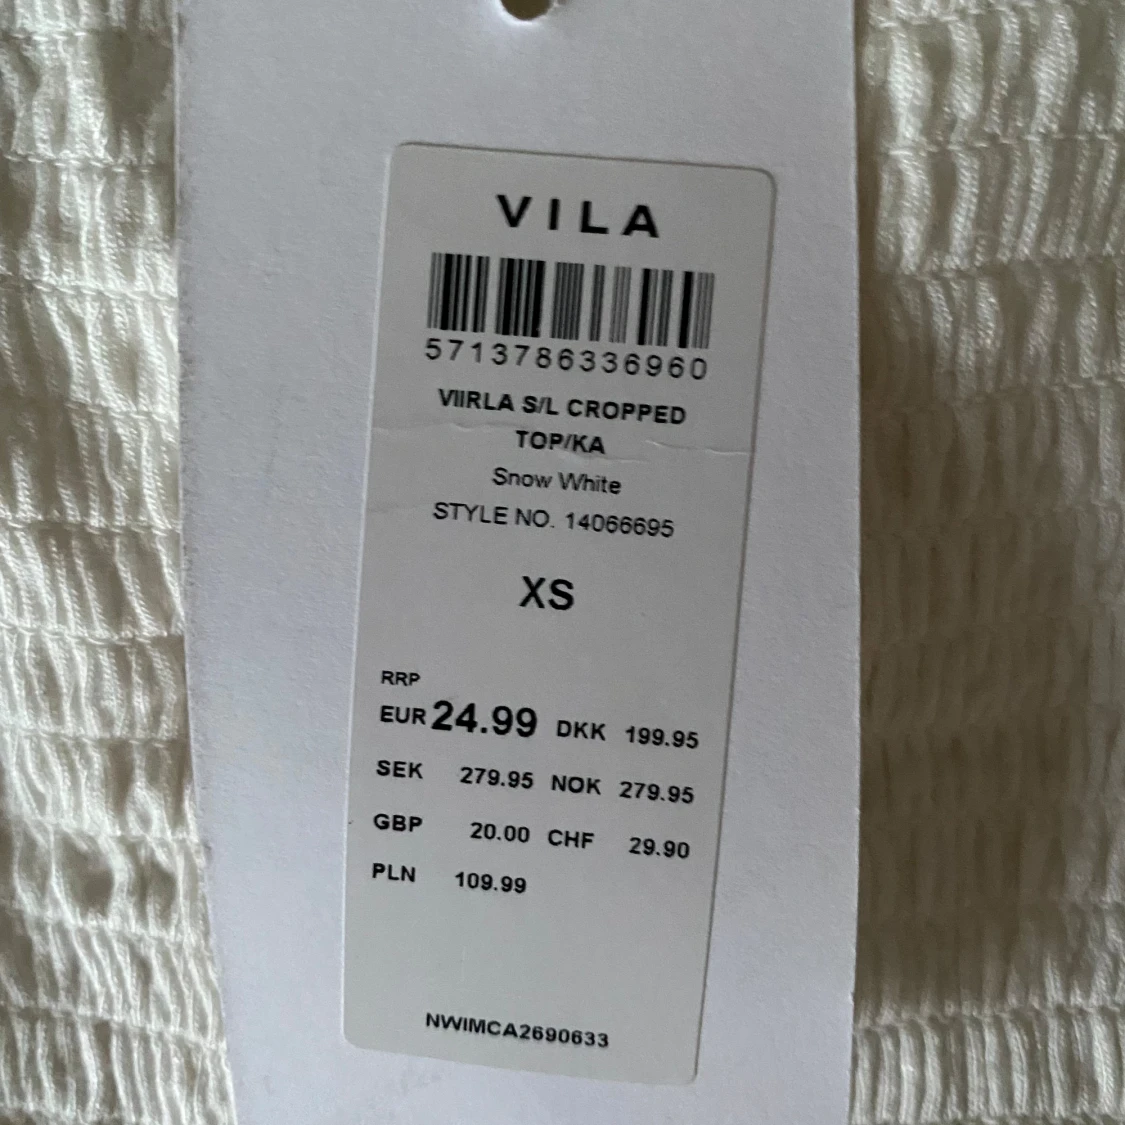 VILA
5713786336960
VIIRLA S/L CROPPED
TOP/KA
Snow White
STYLE NO. 14066695
XS
RRP
EUR 24.99 DKK 199.95
SEK 279.95 NOK 279.95
GBP 20.00 CHF 29.90
PLN 109.99
NWIMCA2690633